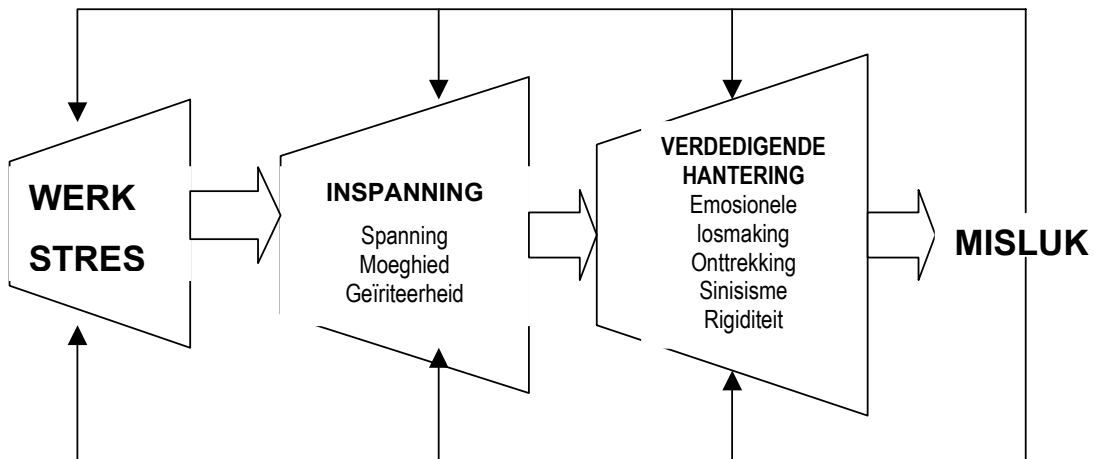 WERK
STRES
INSPANNING
Spanning
Moeghied
Geïriteerheid
VERDEDIGENDE
HANTERING
Emosionele
losmaking
Onttrekking
Sinisisme
Rigiditeit
MISLUK